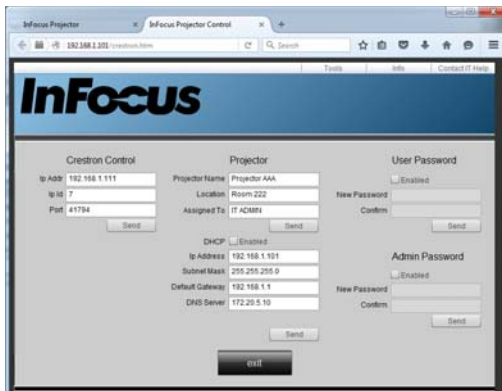 InFocus Projector
InFocus Projector Control
192.168.1.101/crestron.htm
Search
Tools
Info
Contact IT Help
InFocus
Crestron Control
Ip Addr 192.168.1.111
Ip Id 7
Port 41794
Send
Projector
Projector Name Projector AAA
Location Room 222
Assigned To IT ADMIN
Send
DHCP Enabled
Ip Address 192.168.1.101
Subnet Mask 255.255.255.0
Default Gateway 192.168.1.1
DNS Server 172.20.5.10
Send
User Password
Enabled
New Password
Confirm
Send
Admin Password
Enabled
New Password
Confirm
Send
exit